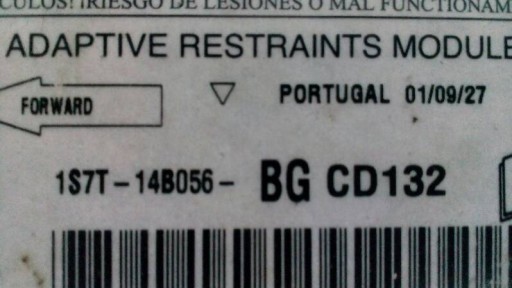 CULOS! ¡RIESGO DE LESIONES O MAL FUNCIONAM
ADAPTIVE RESTRAINTS MODULE
FORWARD
PORTUGAL 01/09/27
1S7T-14B056- BG CD132